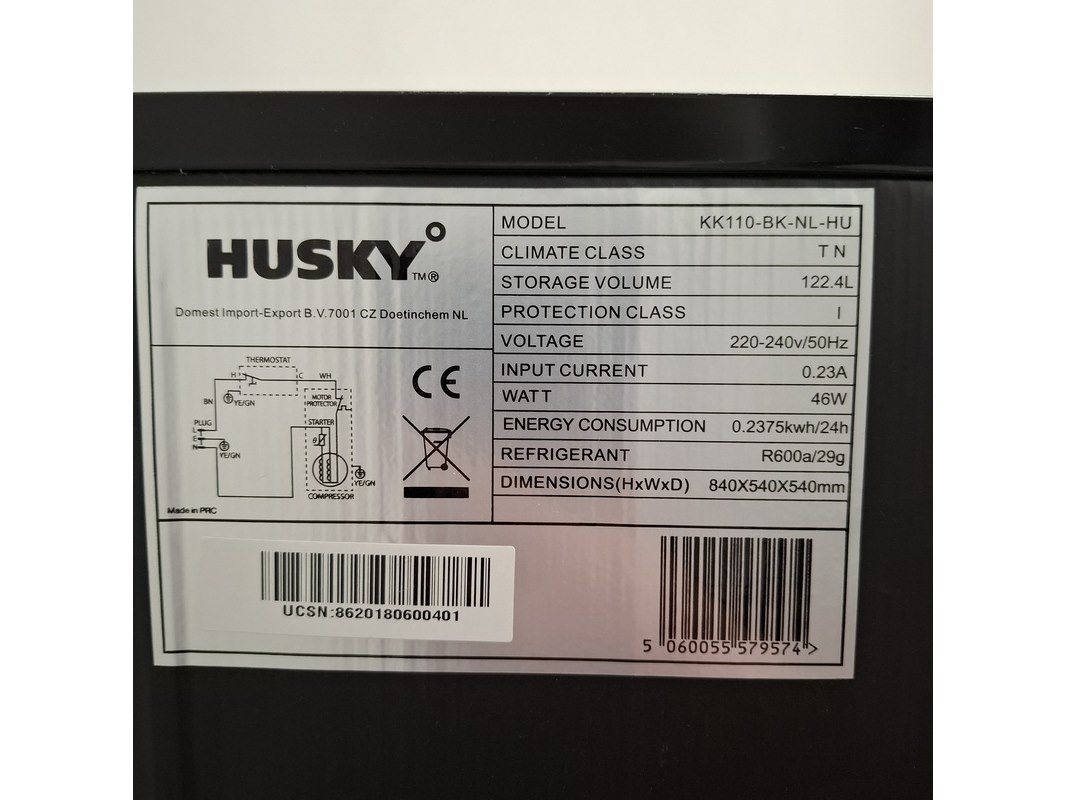 HUSKY°
TM®
Domest Import-Export B.V.7001 CZ Doetinchem NL
MODEL KK110-BK-NL-HU
CLIMATE CLASS T N
STORAGE VOLUME 122.4L
PROTECTION CLASS I
VOLTAGE 220-240v/50Hz
INPUT CURRENT 0.23A
WATT 46W
ENERGY CONSUMPTION 0.2375kwh/24h
REFRIGERANT R600a/29g
DIMENSIONS(HxWxD) 840X540X540mm
THERMOSTAT
H C WH
BN YE/GN
MOTOR
PROTECTOR
PLUG
STARTER
L
E
N
θ
YE/GN
YE/GN
COMPRESSOR
CE
Made in PRC
UCSN:8620180600401
5 060055 579574 >